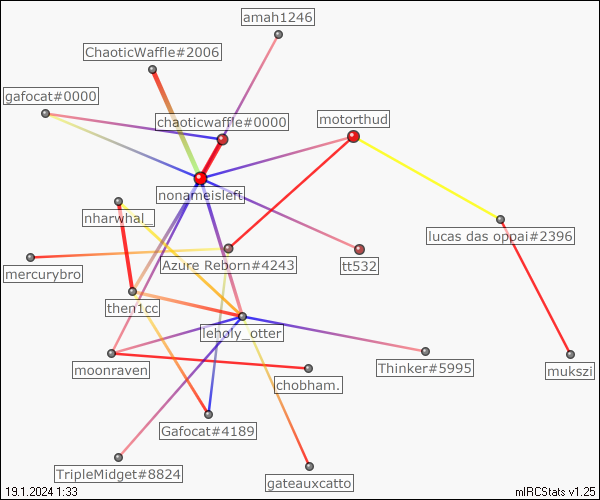 amah1246
ChaoticWaffle#2006
gafocat#0000
chaoticwaffle#0000
motorthud
nonameisleft
nharwhal_
lucas das oppai#2396
Azure Reborn#4243
tt532
mercurybro
then1cc
leholy_otter
moonraven
Thinker#5995
mukszi
chobham.
Gafocat#4189
TripleMidget#8824
gateauxcatto
19.1.2024 1:33
mIRCStats v1.25